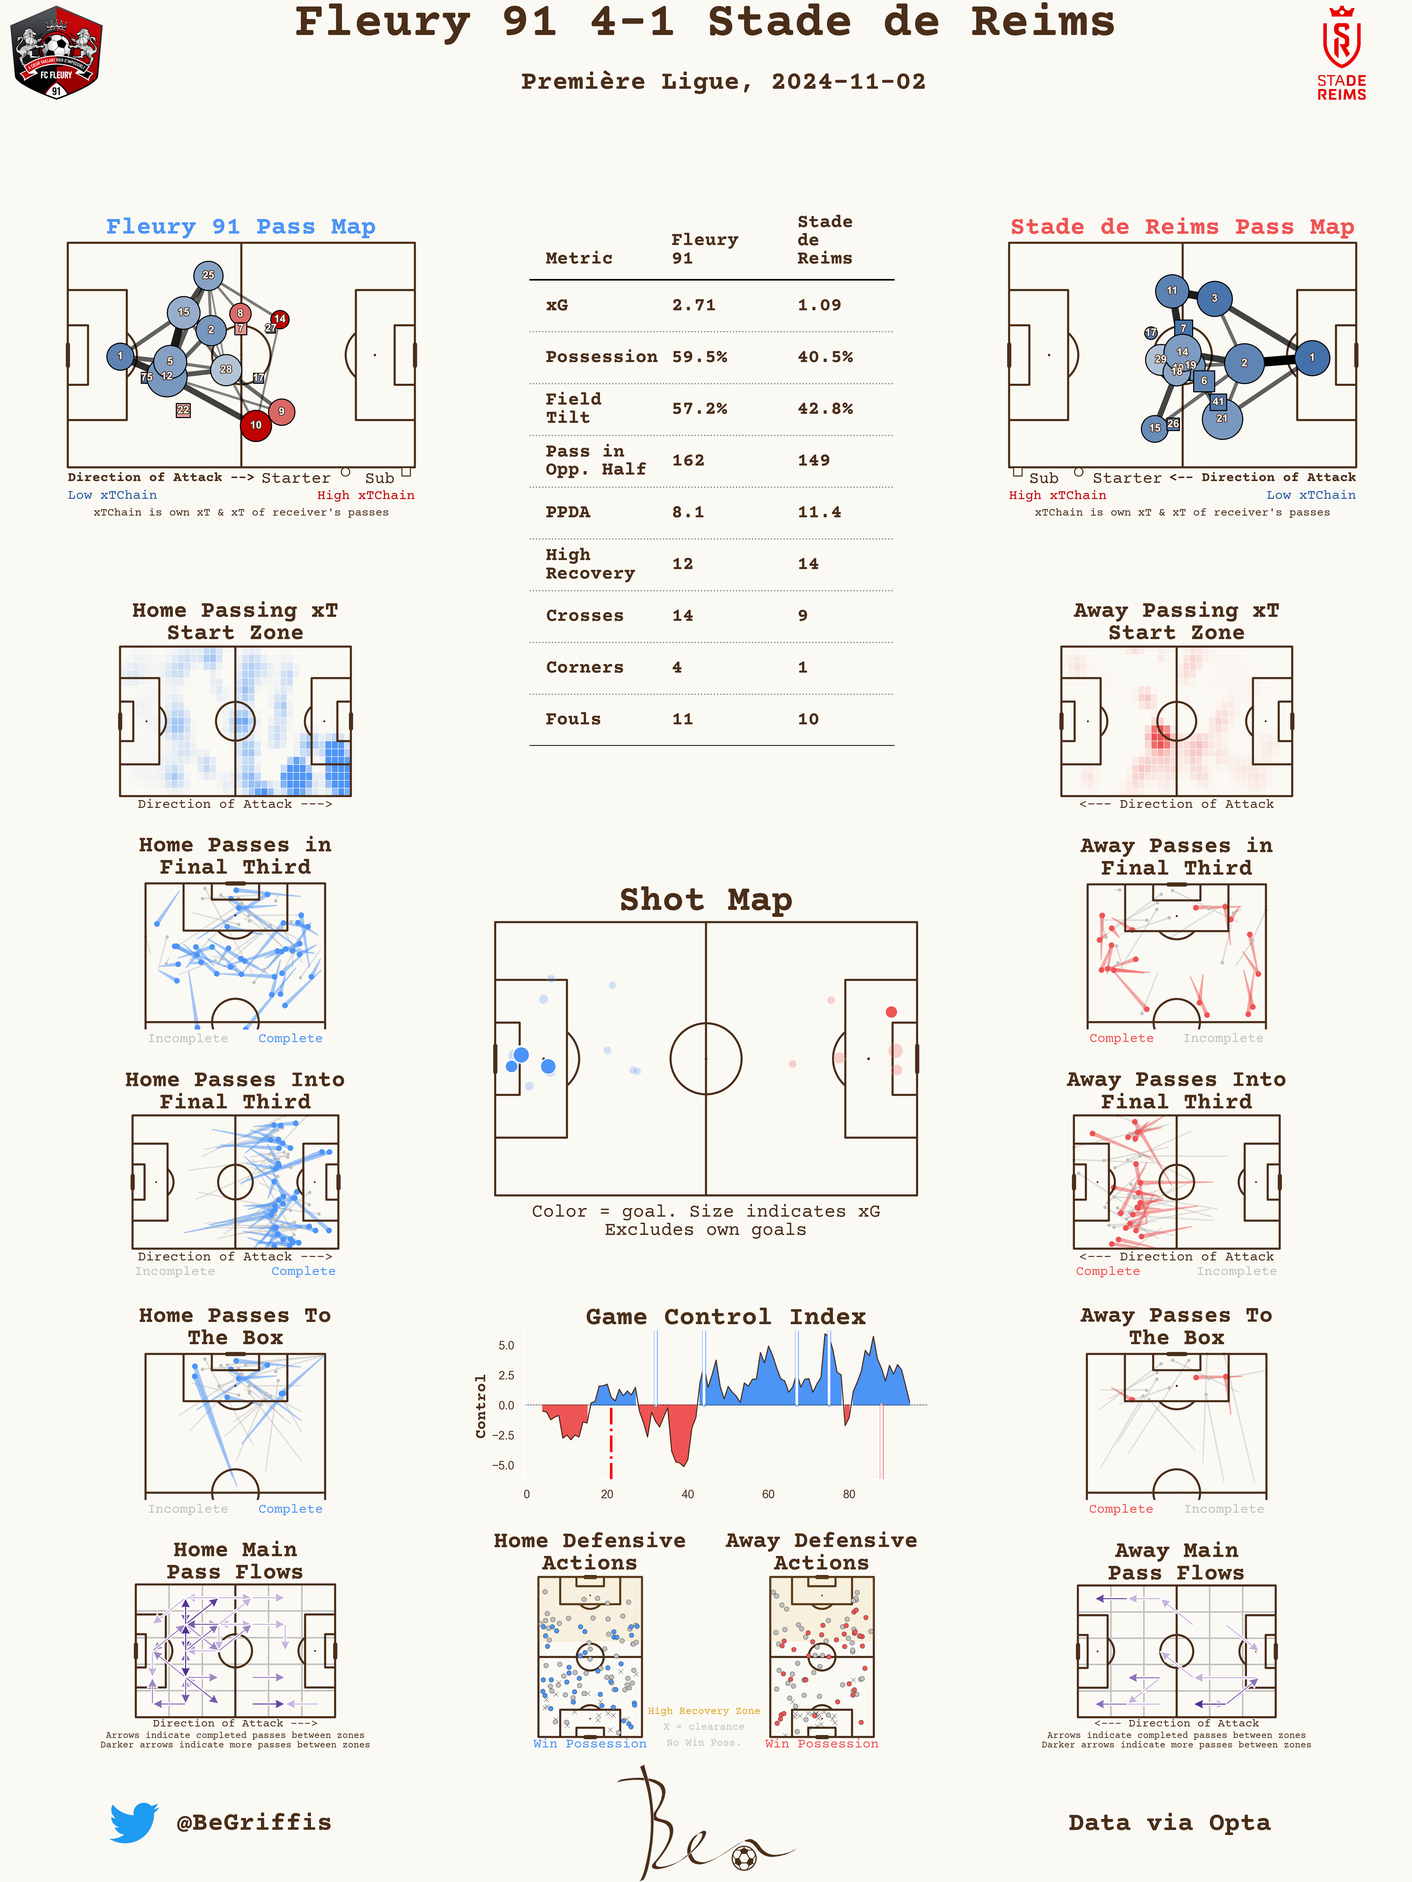 Fleury 91 4-1 Stade de Reims
Première Ligue, 2024-11-02
FC FLEURY
91
STADE
REIMS
Fleury 91 Pass Map
25
15
8
14
7
27
2
1
5
75
12
28
17
22
9
10
Direction of Attack --> Starter Sub
Low xTChain High xTChain
xTChain is own xT & xT of receiver's passes
Metric Fleury 91 Stade de Reims
xG 2.71 1.09
Possession 59.5% 40.5%
Field Tilt 57.2% 42.8%
Pass in Opp. Half 162 149
PPDA 8.1 11.4
High Recovery 12 14
Crosses 14 9
Corners 4 1
Fouls 11 10
Stade de Reims Pass Map
11
3
17
7
14
29
19
18
2
1
6
41
21
15
26
Sub Starter <-- Direction of Attack
High xTChain Low xTChain
xTChain is own xT & xT of receiver's passes
Home Passing xT
Start Zone
Direction of Attack --->
Away Passing xT
Start Zone
<--- Direction of Attack
Home Passes in
Final Third
Incomplete Complete
Away Passes in
Final Third
Complete Incomplete
Shot Map
Color = goal. Size indicates xG
Excludes own goals
Home Passes Into
Final Third
Direction of Attack --->
Incomplete Complete
Away Passes Into
Final Third
<--- Direction of Attack
Complete Incomplete
Home Passes To
The Box
Incomplete Complete
Game Control Index
Control
5.0
2.5
0.0
−2.5
−5.0
0 20 40 60 80
Away Passes To
The Box
Complete Incomplete
Home Main
Pass Flows
Direction of Attack --->
Arrows indicate completed passes between zones
Darker arrows indicate more passes between zones
Home Defensive
Actions
Win Possession
Away Defensive
Actions
Win Possession
High Recovery Zone
X = clearance
No Win Poss.
Away Main
Pass Flows
<--- Direction of Attack
Arrows indicate completed passes between zones
Darker arrows indicate more passes between zones
@BeGriffis
Ben
Data via Opta